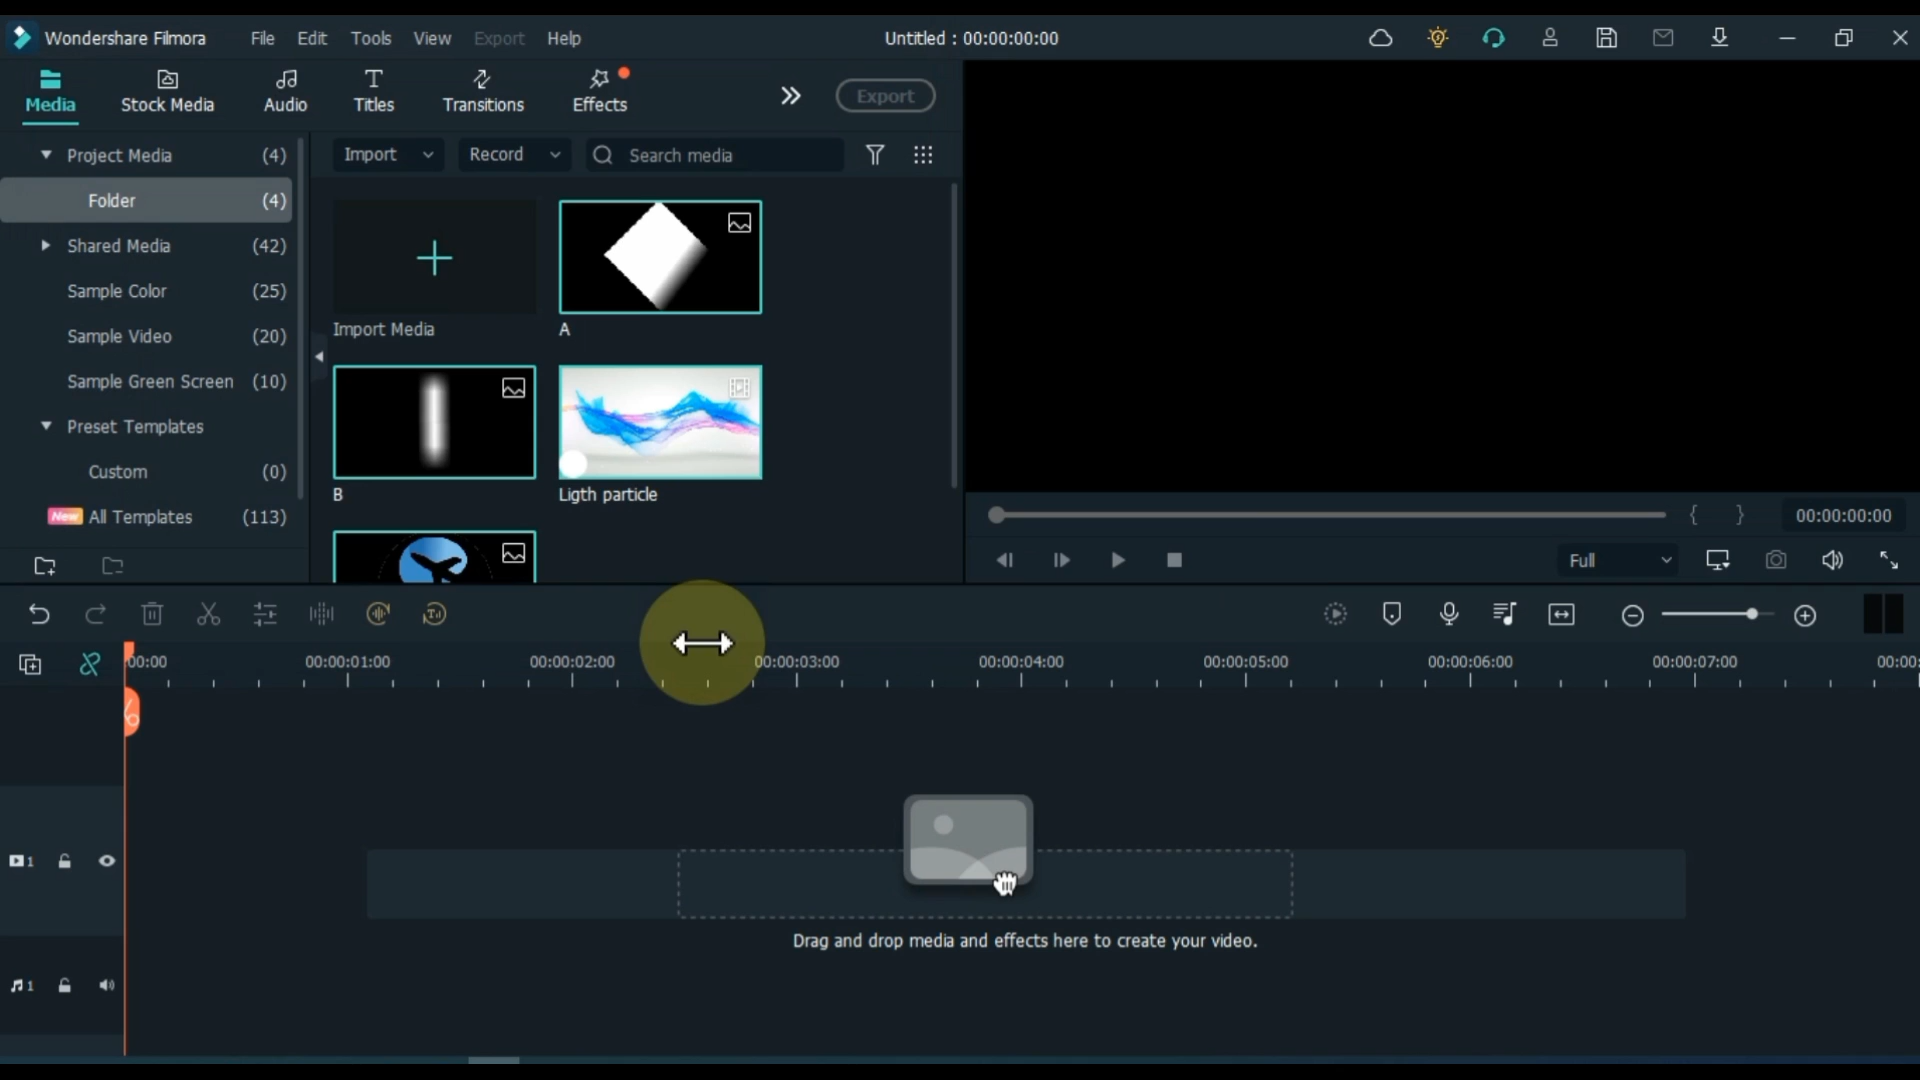 Wondershare Filmora File Edit Tools View Export Help Untitled : 00:00:00:00
Media Stock Media Audio Titles Transitions Effects Export
Project Media (4)
Folder (4)
Shared Media (42)
Sample Color (25)
Sample Video (20)
Sample Green Screen (10)
Preset Templates
Custom (0)
New All Templates (113)
Import Record Search media
Import Media
A
B
Ligth particle
{ } 00:00:00:00
Full
00:00 00:00:01:00 00:00:02:00 00:00:03:00 00:00:04:00 00:00:05:00 00:00:06:00 00:00:07:00 00:00:
1
Drag and drop media and effects here to create your video.
1